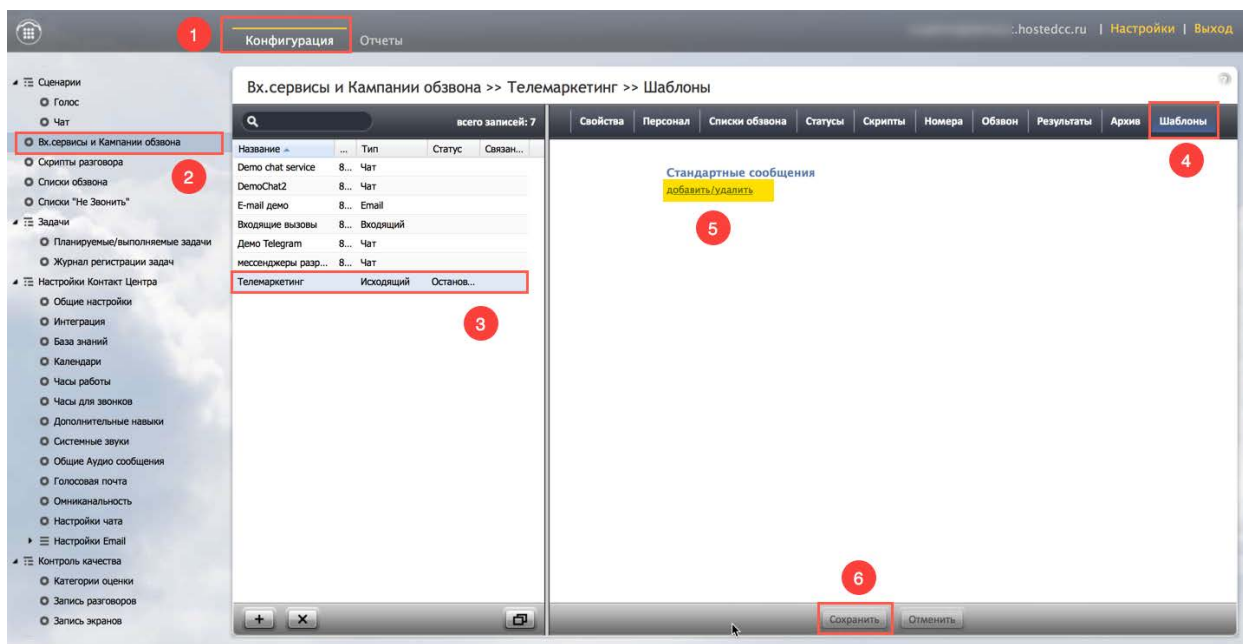 1
Конфигурация
Отчеты
.hostedcc.ru | Настройки | Выход
Сценарии
Голос
Чат
Вх.сервисы и Кампании обзвона
2
Скрипты разговора
Списки обзвона
Списки "Не Звонить"
Задачи
Планируемые/выполняемые задачи
Журнал регистрации задач
Настройки Контакт Центра
Общие настройки
Интеграция
База знаний
Календари
Часы работы
Часы для звонков
Дополнительные навыки
Системные звуки
Общие Аудио сообщения
Голосовая почта
Омниканальность
Настройки чата
Настройки Email
Контроль качества
Категории оценки
Запись разговоров
Запись экранов
Вх.сервисы и Кампании обзвона >> Телемаркетинг >> Шаблоны
всего записей: 7
Название ... Тип Статус Связан...
Demo chat service 8... Чат
DemoChat2 8... Чат
E-mail демо 8... Email
Входящие вызовы 8... Входящий
Демо Telegram 8... Чат
мессенджеры разр... 8... Чат
Телемаркетинг Исходящий Останов...
3
Свойства Персонал Списки обзвона Статусы Скрипты Номера Обзвон Результаты Архив Шаблоны
4
Стандартные сообщения
добавить/удалить
5
6
Сохранить Отменить